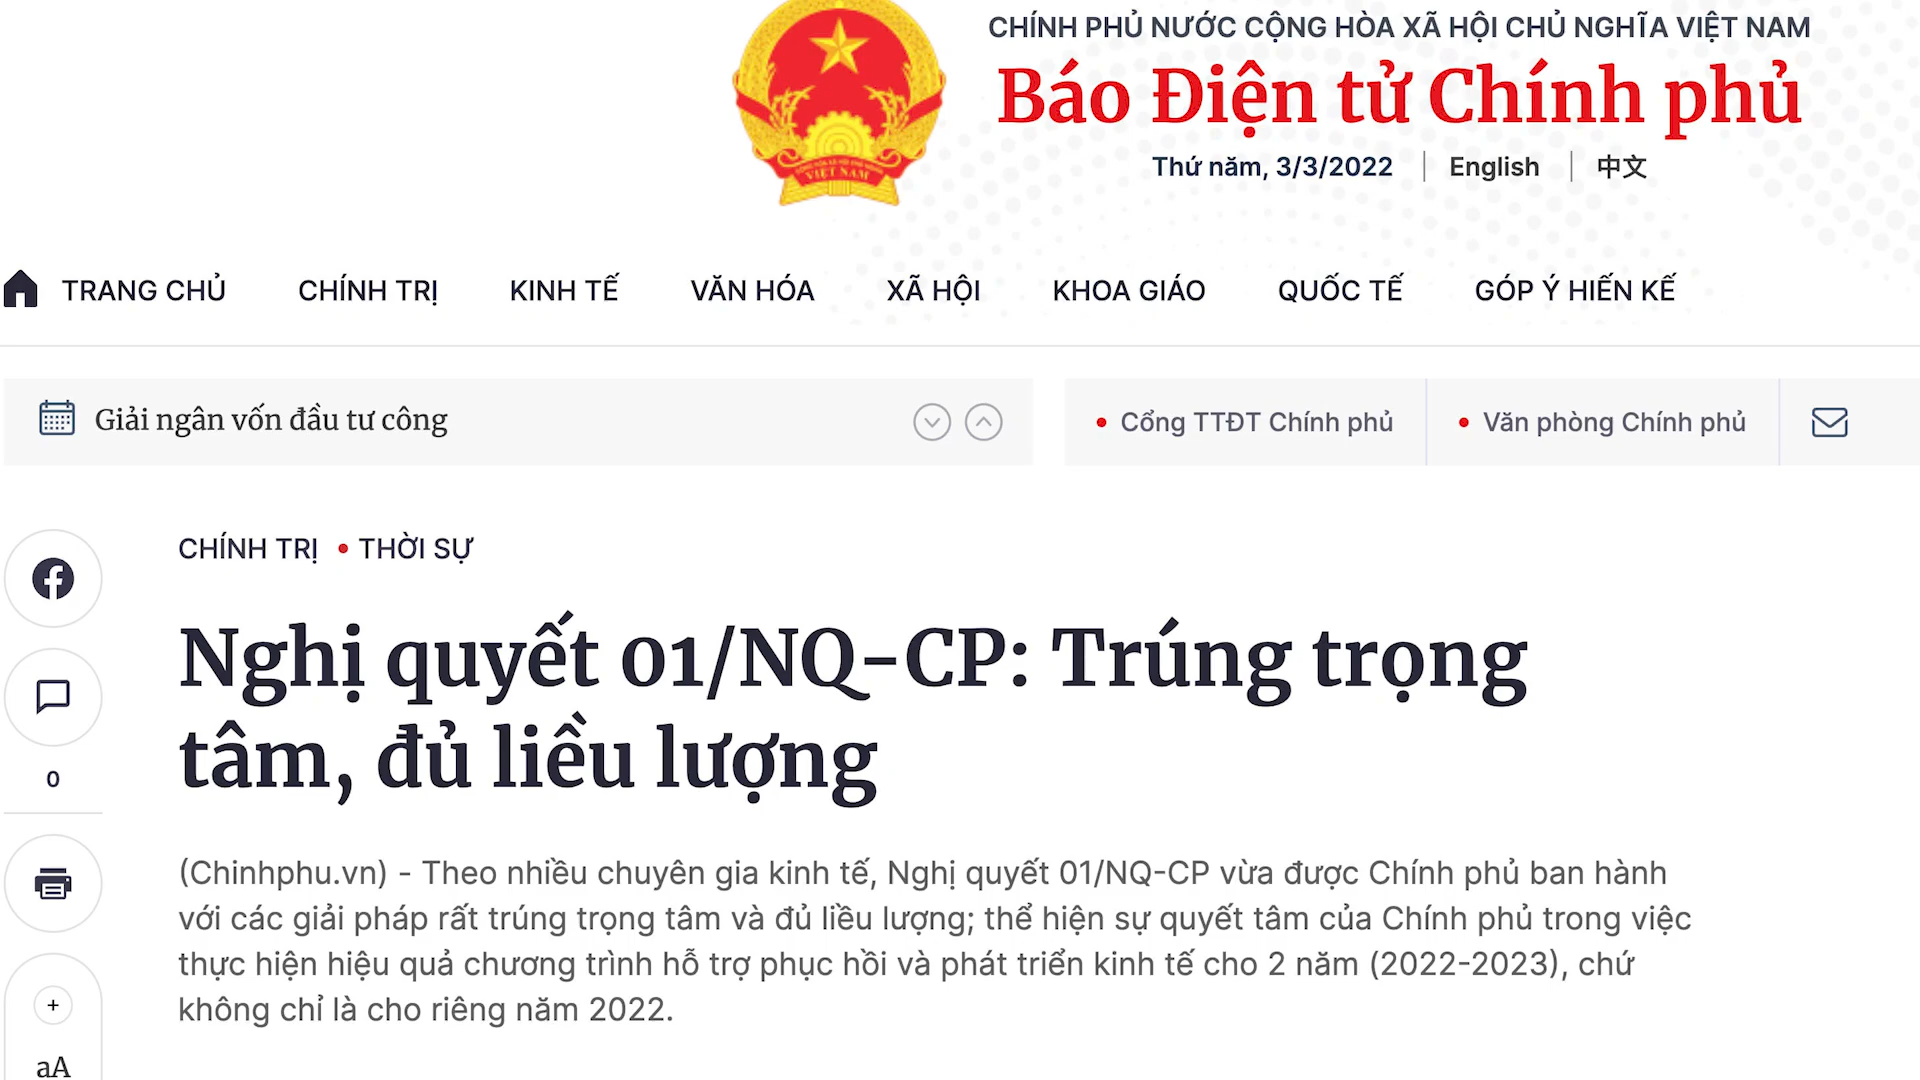 CHÍNH PHỦ NƯỚC CỘNG HÒA XÃ HỘI CHỦ NGHĨA VIỆT NAM
Báo Điện tử Chính phủ
VIỆT NAM
Thứ năm, 3/3/2022
English
中文
TRANG CHỦ
CHÍNH TRỊ
KINH TẾ
VĂN HÓA
XÃ HỘI
KHOA GIÁO
QUỐC TẾ
GÓP Ý HIẾN KẾ
Giải ngân vốn đầu tư công
Cổng TTĐT Chính phủ
Văn phòng Chính phủ
CHÍNH TRỊ • THỜI SỰ
Nghị quyết 01/NQ-CP: Trúng trọng
tâm, đủ liều lượng
0
(Chinhphu.vn) - Theo nhiều chuyên gia kinh tế, Nghị quyết 01/NQ-CP vừa được Chính phủ ban hành
với các giải pháp rất trúng trọng tâm và đủ liều lượng; thể hiện sự quyết tâm của Chính phủ trong việc
thực hiện hiệu quả chương trình hỗ trợ phục hồi và phát triển kinh tế cho 2 năm (2022-2023), chứ
không chỉ là cho riêng năm 2022.
+
aA